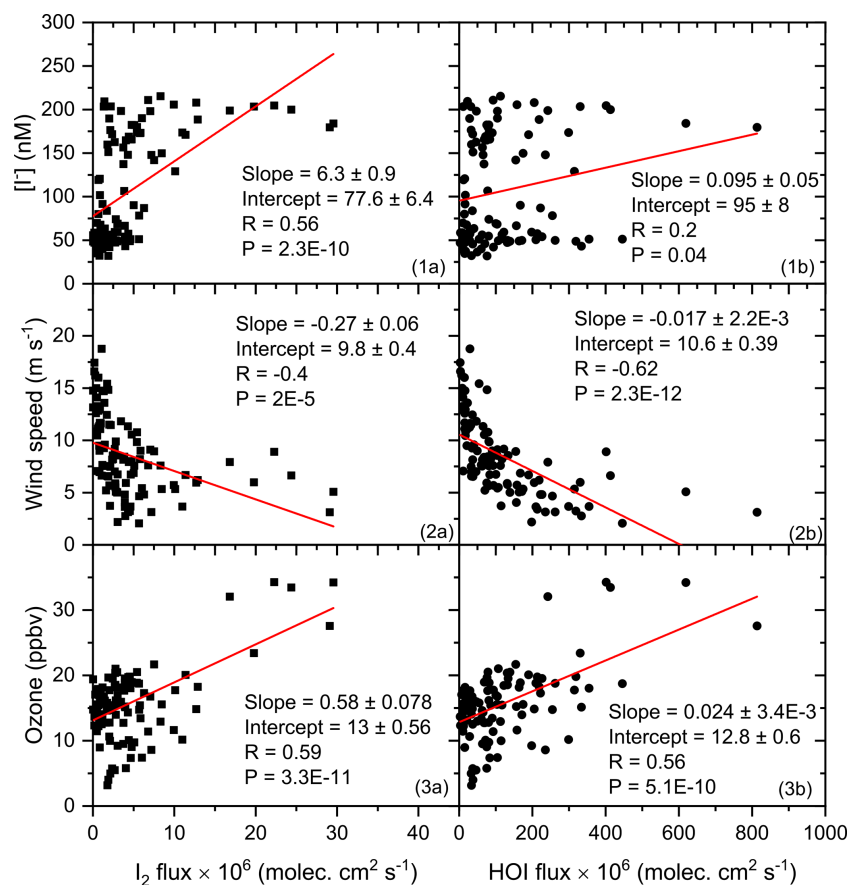 300
250
200
150
100
50
0
[I⁻] (nM)
Slope = 6.3 ± 0.9
Intercept = 77.6 ± 6.4
R = 0.56
P = 2.3E-10
(1a)
Slope = 0.095 ± 0.05
Intercept = 95 ± 8
R = 0.2
P = 0.04
(1b)
20
15
10
5
0
Wind speed (m s⁻¹)
Slope = -0.27 ± 0.06
Intercept = 9.8 ± 0.4
R = -0.4
P = 2E-5
(2a)
Slope = -0.017 ± 2.2E-3
Intercept = 10.6 ± 0.39
R = -0.62
P = 2.3E-12
(2b)
30
20
10
0
Ozone (ppbv)
Slope = 0.58 ± 0.078
Intercept = 13 ± 0.56
R = 0.59
P = 3.3E-11
(3a)
Slope = 0.024 ± 3.4E-3
Intercept = 12.8 ± 0.6
R = 0.56
P = 5.1E-10
(3b)
0 10 20 30 40 0 200 400 600 800 1000
I₂ flux × 10⁶ (molec. cm² s⁻¹)
HOI flux × 10⁶ (molec. cm² s⁻¹)